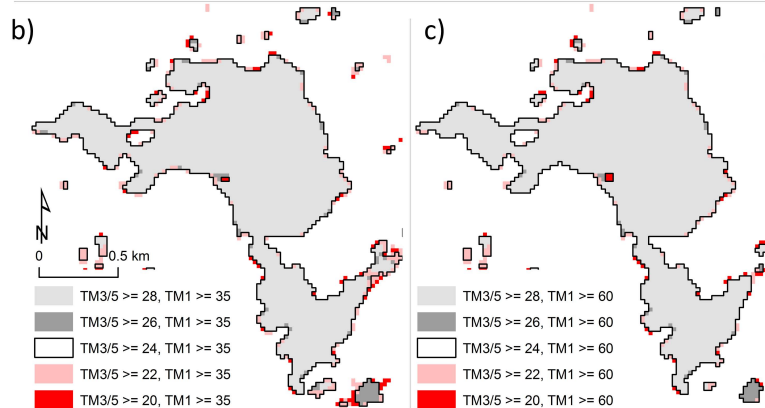 b)
c)
N
0 0.5 km
TM3/5 >= 28, TM1 >= 35
TM3/5 >= 26, TM1 >= 35
TM3/5 >= 24, TM1 >= 35
TM3/5 >= 22, TM1 >= 35
TM3/5 >= 20, TM1 >= 35
TM3/5 >= 28, TM1 >= 60
TM3/5 >= 26, TM1 >= 60
TM3/5 >= 24, TM1 >= 60
TM3/5 >= 22, TM1 >= 60
TM3/5 >= 20, TM1 >= 60